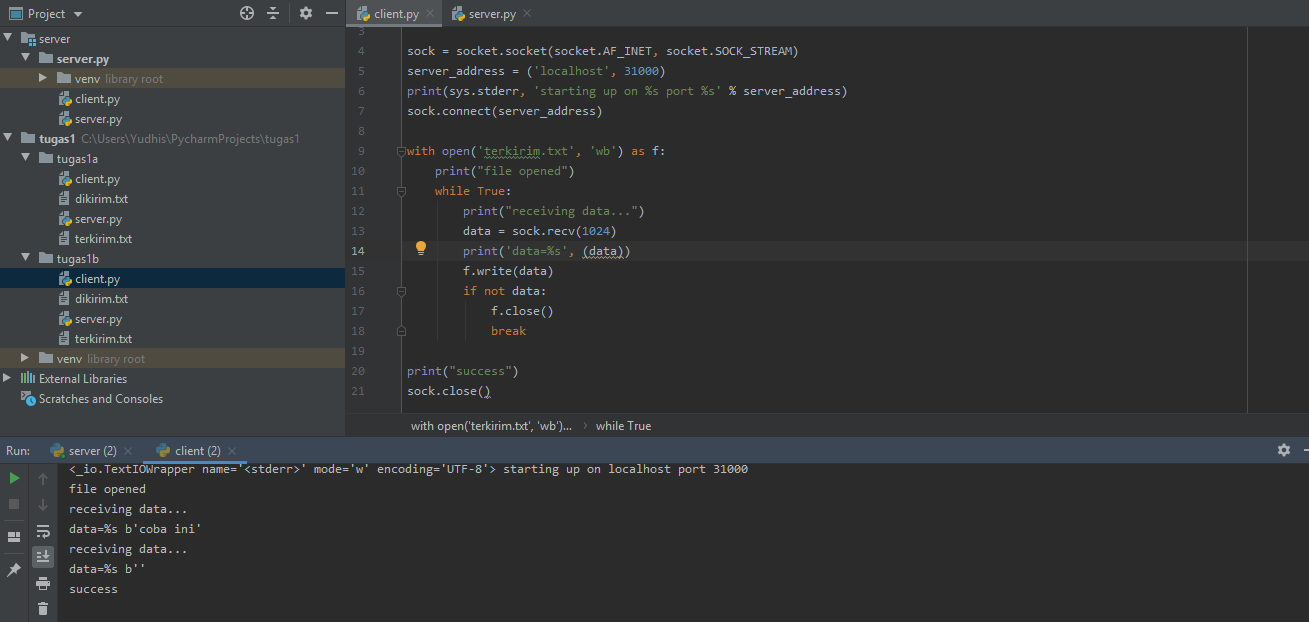 Project
client.py
server.py
server
server.py
venv library root
client.py
server.py
tugas1 C:\Users\Yudhis\PycharmProjects\tugas1
tugas1a
client.py
dikirim.txt
server.py
terkirim.txt
tugas1b
client.py
dikirim.txt
server.py
terkirim.txt
venv library root
External Libraries
Scratches and Consoles
3
4 sock = socket.socket(socket.AF_INET, socket.SOCK_STREAM)
5 server_address = ('localhost', 31000)
6 print(sys.stderr, 'starting up on %s port %s' % server_address)
7 sock.connect(server_address)
8
9 with open('terkirim.txt', 'wb') as f:
10 print("file opened")
11 while True:
12 print("receiving data...")
13 data = sock.recv(1024)
14 print('data=%s', (data))
15 f.write(data)
16 if not data:
17 f.close()
18 break
19
20 print("success")
21 sock.close()
with open('terkirim.txt', 'wb')... › while True
Run: server (2) client (2)
<_io.TextIOWrapper name='<stderr>' mode='w' encoding='UTF-8'> starting up on localhost port 31000
file opened
receiving data...
data=%s b'coba ini'
receiving data...
data=%s b''
success